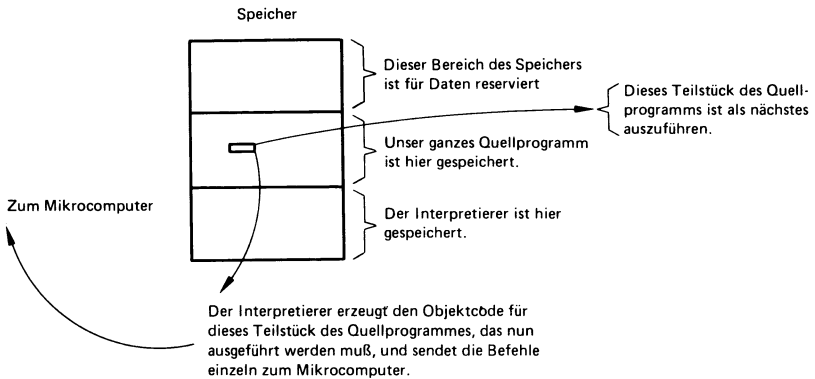 Speicher
Dieser Bereich des Speichers
ist für Daten reserviert
Dieses Teilstück des Quell-
programms ist als nächstes
auszuführen.
Unser ganzes Quellprogramm
ist hier gespeichert.
Zum Mikrocomputer
Der Interpretierer ist hier
gespeichert.
Der Interpretierer erzeugt den Objektcode für
dieses Teilstück des Quellprogrammes, das nun
ausgeführt werden muß, und sendet die Befehle
einzeln zum Mikrocomputer.